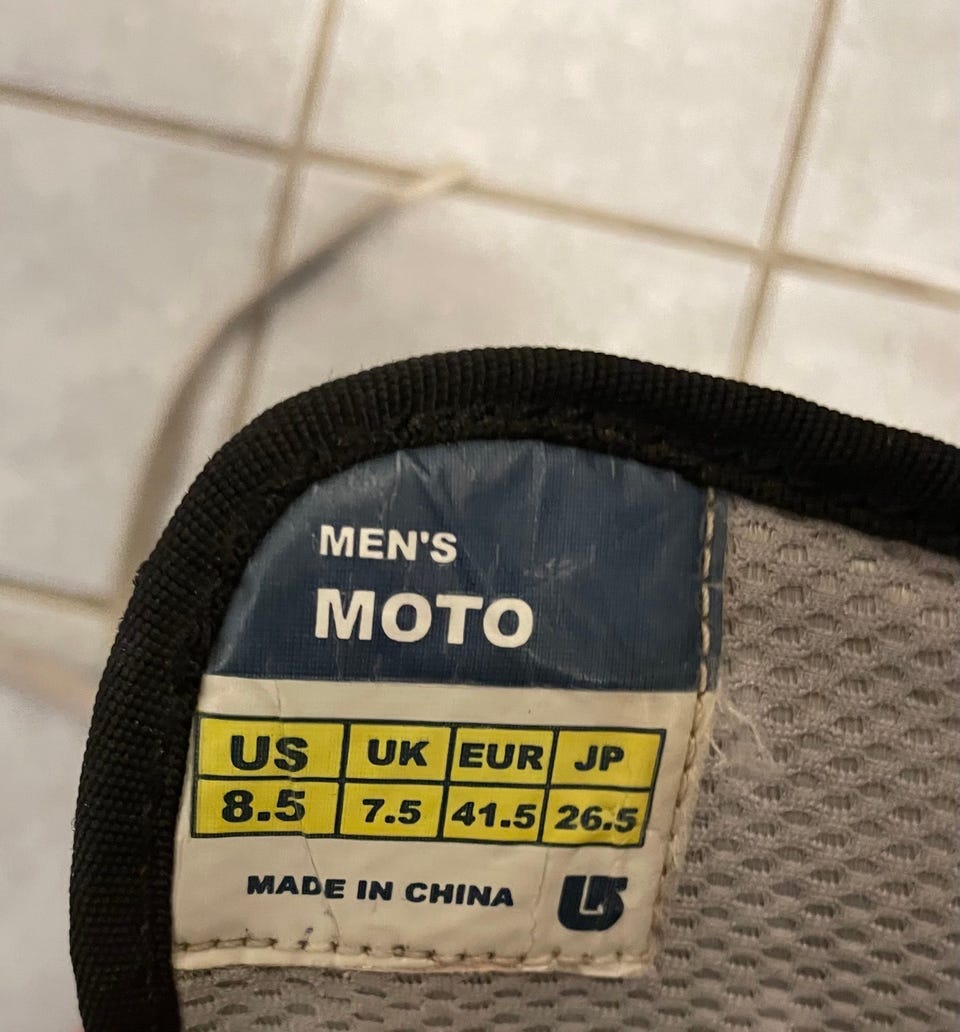 MEN'S
MOTO
US UK EUR JP
8.5 7.5 41.5 26.5
MADE IN CHINA